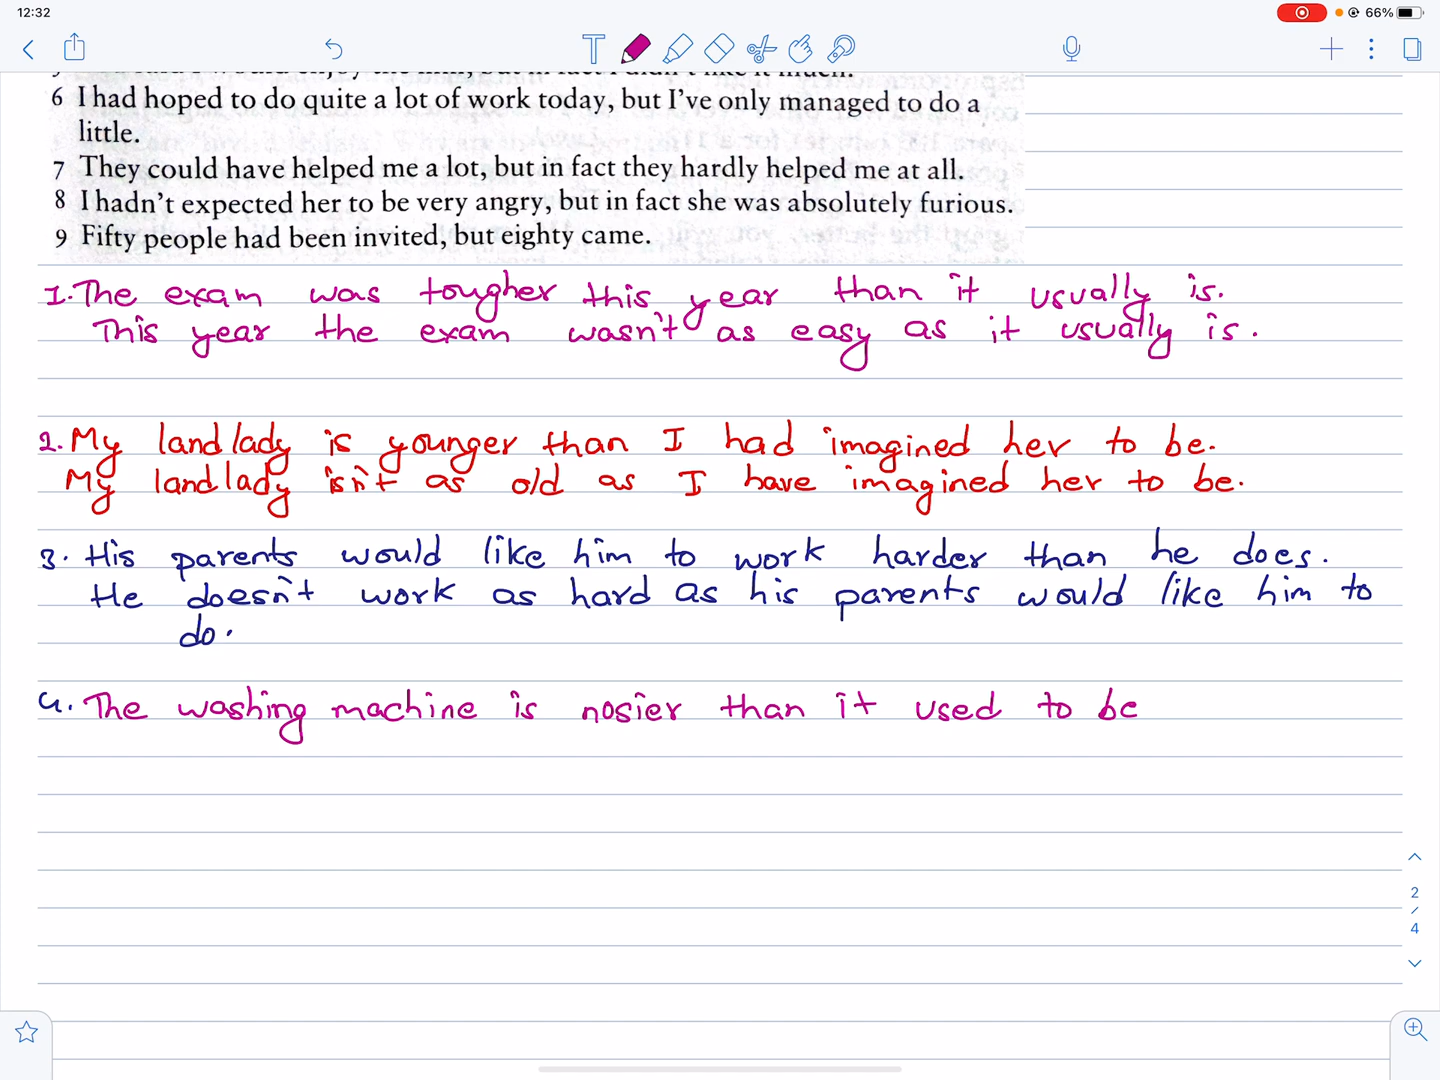 12:32
66%
6 I had hoped to do quite a lot of work today, but I've only managed to do a
little.
7 They could have helped me a lot, but in fact they hardly helped me at all.
8 I hadn't expected her to be very angry, but in fact she was absolutely furious.
9 Fifty people had been invited, but eighty came.
1. The exam was tougher this year than it usually is.
This year the exam wasn't as easy as it usually is.
2. My landlady is younger than I had imagined her to be.
My landlady isn't as old as I have imagined her to be.
3. His parents would like him to work harder than he does.
He doesn't work as hard as his parents would like him to
do.
4. The washing machine is nosier than it used to be
2
/
4